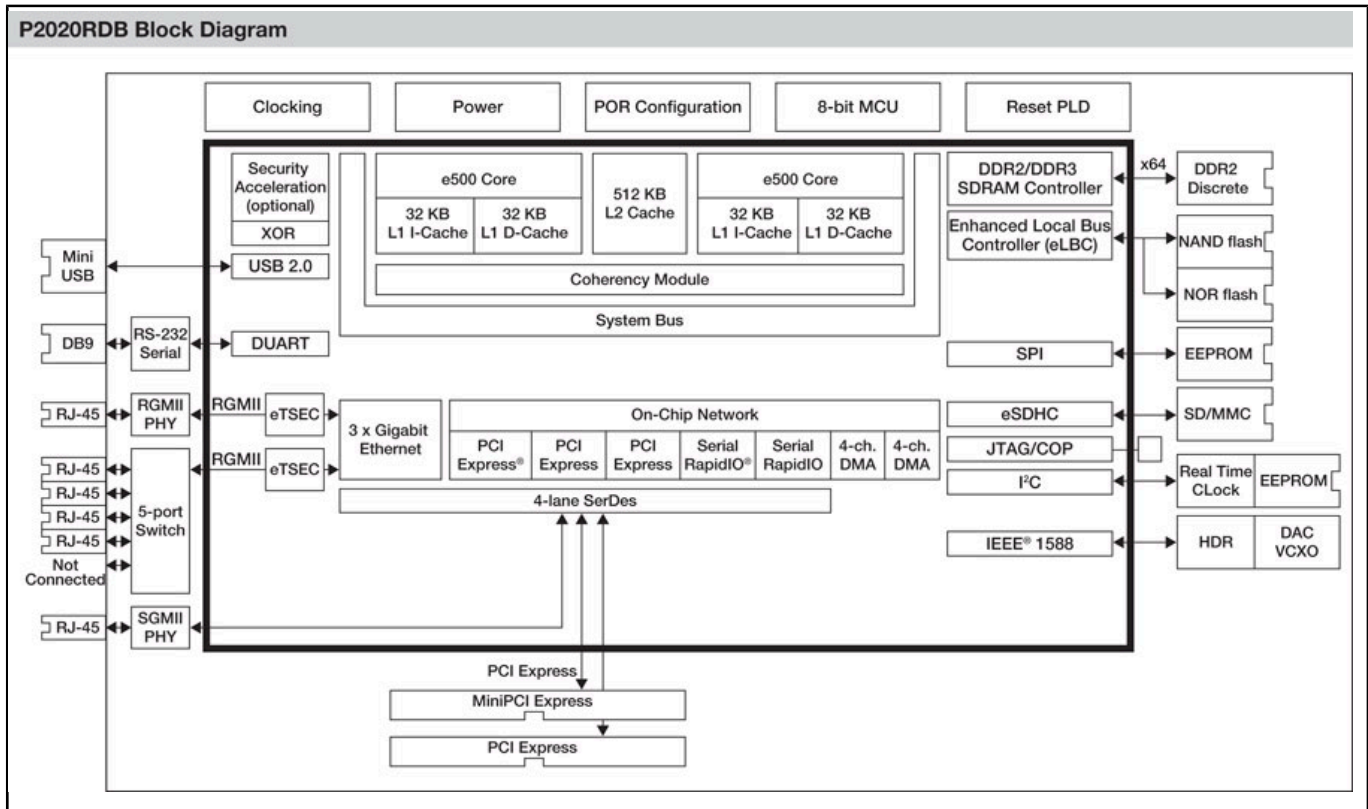 P2020RDB Block Diagram
Clocking
Power
POR Configuration
8-bit MCU
Reset PLD
Security
Acceleration
(optional)
XOR
USB 2.0
DUART
e500 Core
32 KB
L1 I-Cache
32 KB
L1 D-Cache
512 KB
L2 Cache
e500 Core
32 KB
L1 I-Cache
32 KB
L1 D-Cache
Coherency Module
System Bus
DDR2/DDR3
SDRAM Controller
x64
DDR2
Discrete
Enhanced Local Bus
Controller (eLBC)
NAND flash
NOR flash
Mini
USB
DB9
RS-232
Serial
SPI
EEPROM
RJ-45
RGMII
PHY
RGMII
eTSEC
3 x Gigabit
Ethernet
On-Chip Network
PCI
Express®
PCI
Express
PCI
Express
Serial
RapidIO®
Serial
RapidIO
4-ch.
DMA
4-ch.
DMA
eSDHC
SD/MMC
JTAG/COP
RJ-45
RJ-45
RJ-45
RJ-45
Not
Connected
5-port
Switch
RGMII
eTSEC
4-lane SerDes
I²C
Real Time
CLock
EEPROM
IEEE® 1588
HDR
DAC
VCXO
RJ-45
SGMII
PHY
PCI Express
MiniPCI Express
PCI Express